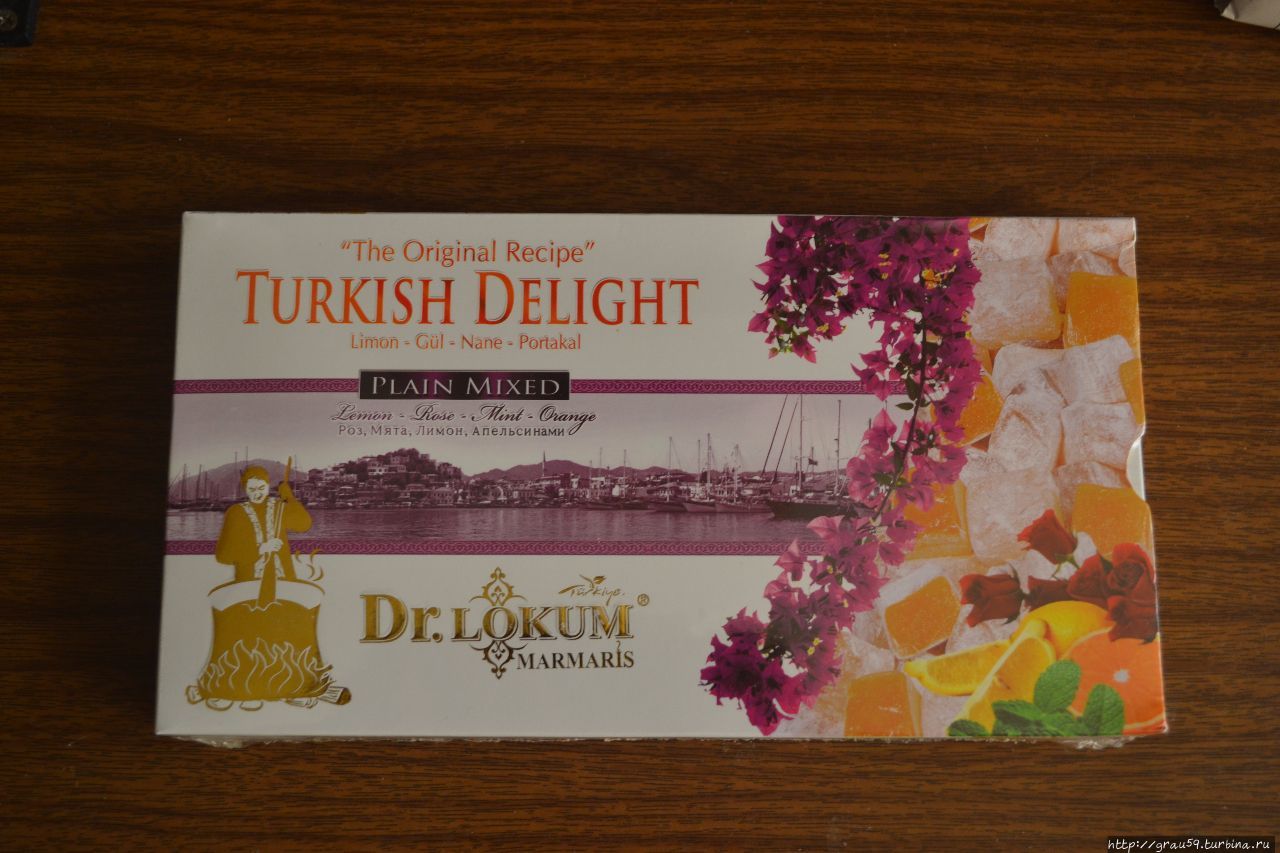 "The Original Recipe"
TURKISH DELIGHT
Limon - Gül - Nane - Portakal
PLAIN MIXED
Lemon - Rose - Mint - Orange
Роз, Мята, Лимон, Апельсинами
Türkiye.
Dr. LOKUM®
MARMARİS
http://grau59.turbina.ru